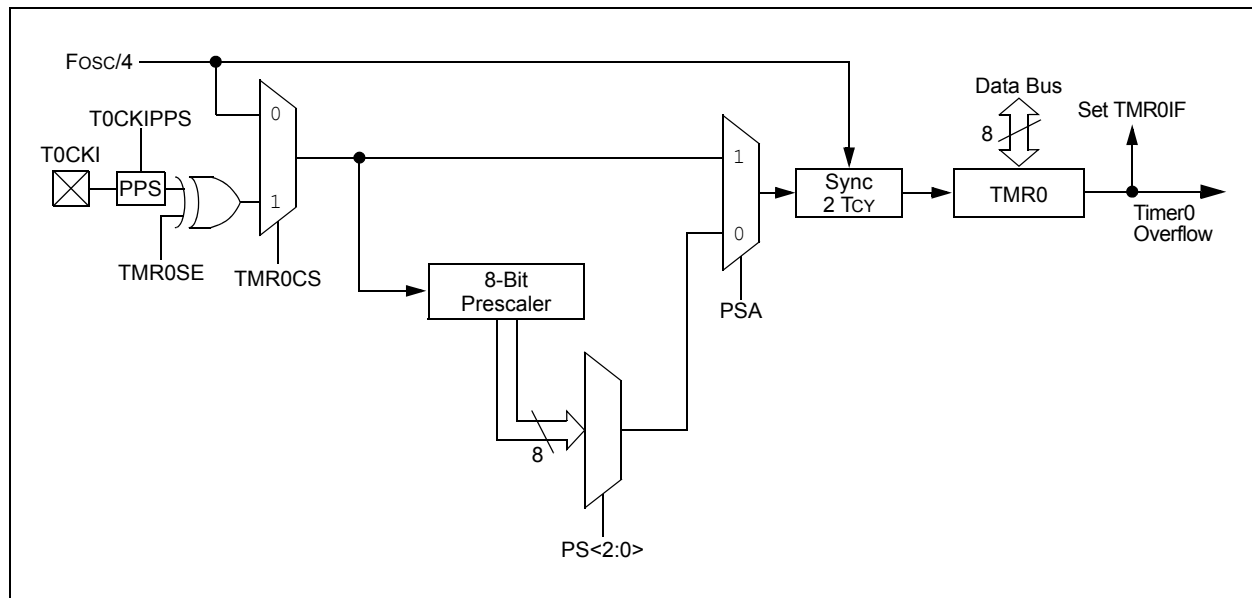 FOSC/4
T0CKIPPS
T0CKI
PPS
TMR0SE
TMR0CS
0
1
8-Bit
Prescaler
8
PS<2:0>
1
0
PSA
Sync
2 TCY
Data Bus
8
TMR0
Set TMR0IF
Timer0
Overflow